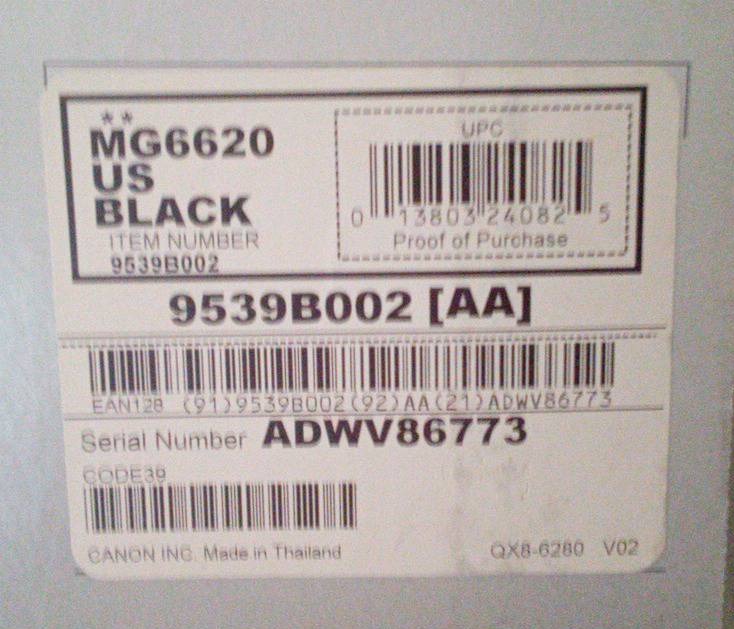 **
MG6620
US
BLACK
ITEM NUMBER
9539B002
UPC
0 13803 24082 5
Proof of Purchase
9539B002 [AA]
EAN128 (91)9539B002(92)AA(21)ADWV86773
Serial Number ADWV86773
CODE39
CANON INC. Made in Thailand
QX8-6280 V02